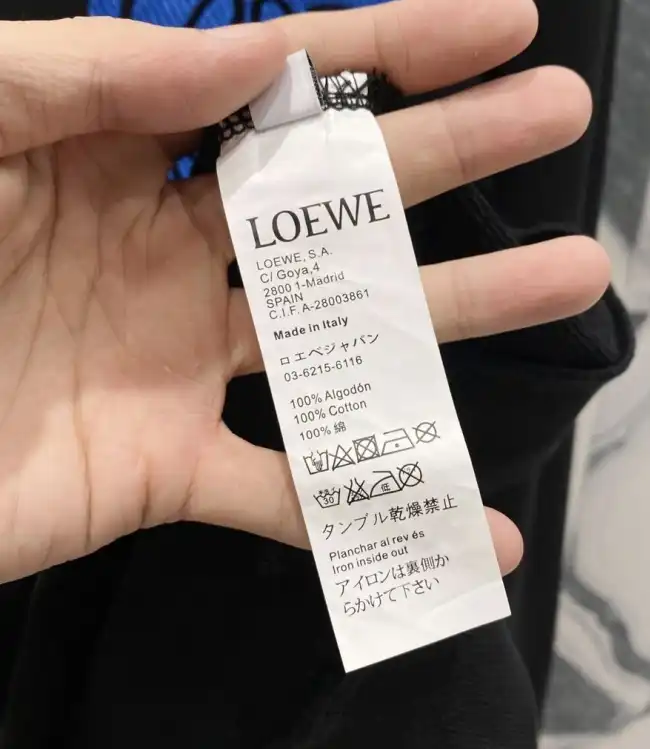 LOEWE
LOEWE, S.A.
C/ Goya,4
2800 1-Madrid
SPAIN
C.I.F. A-28003861
Made in Italy
ロエベジャパン
03-6215-6116
100% Algodón
100% Cotton
100% 綿
30 低
タンブル乾燥禁止
Planchar al rev és
Iron inside out
アイロンは裏側か
らかけて下さい